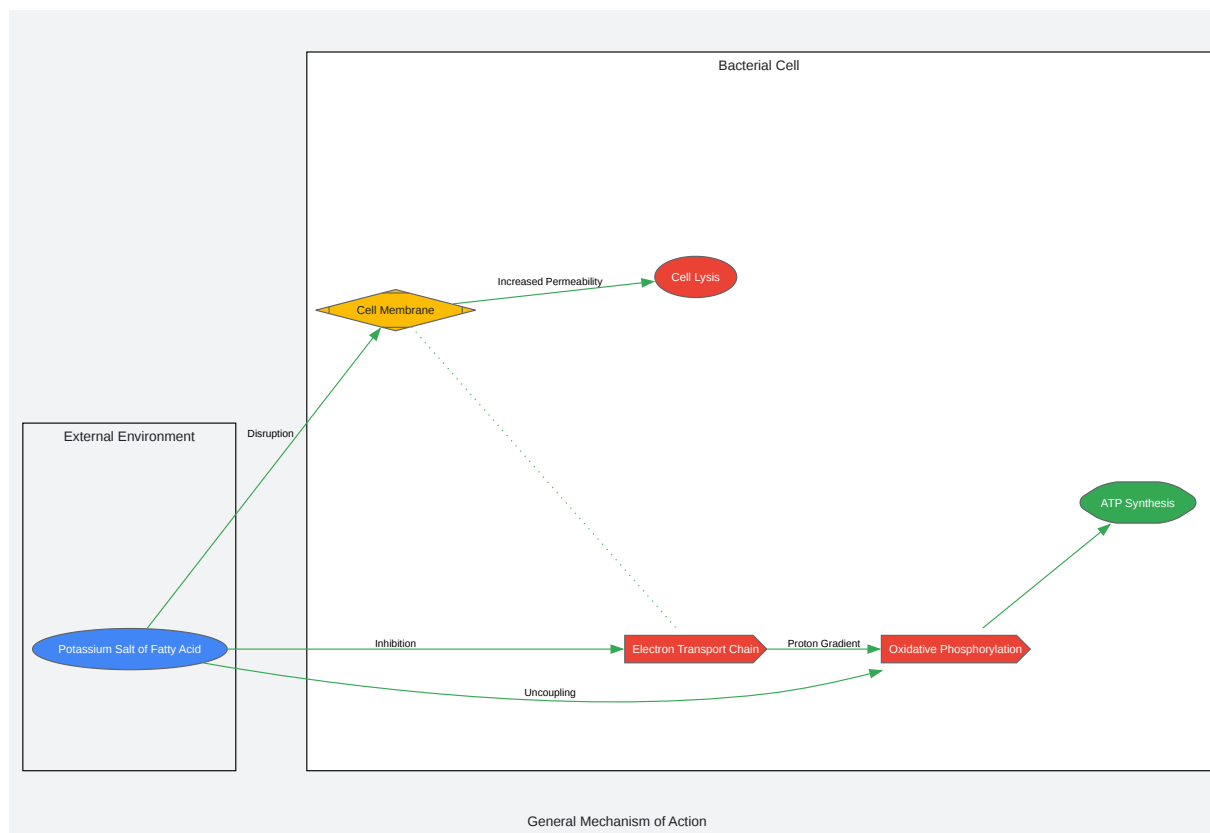 Bacterial Cell
Cell Lysis
Increased Permeability
Cell Membrane
Disruption
External Environment
ATP Synthesis
Inhibition
Proton Gradient
Potassium Salt of Fatty Acid
Electron Transport Chain
Oxidative Phosphorylation
Uncoupling
General Mechanism of Action